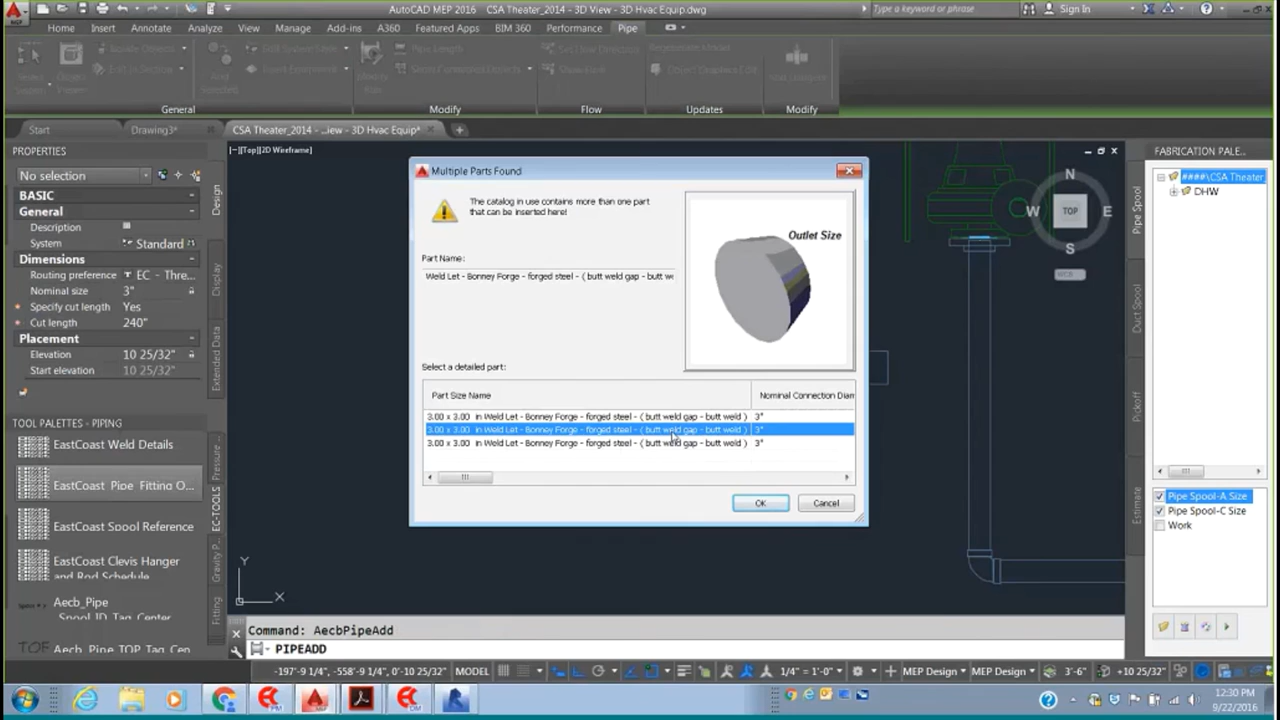 AutoCAD MEP 2016   CSA Theater_2014 - 3D View - 3D Hvac Equip.dwg
Type a keyword or phrase
Sign In
Home Insert Annotate Analyze View Manage Add-ins A360 Featured Apps BIM 360 Performance Pipe
Pipe Length
General Modify Flow Updates Modify
Start Drawing3* CSA Theater_2014 - ...iew - 3D Hvac Equip*
PROPERTIES
[-][Top][2D Wireframe]
No selection
BASIC
General
Description
System Standard
Dimensions
Routing preference EC - Thre...
Nominal size 3"
Specify cut length Yes
Cut length 240"
Placement
Elevation 10 25/32"
Start elevation 10 25/32"
Design
Display
Extended Data
TOOL PALETTES - PIPING
EastCoast Weld Details
EastCoast Pipe Fitting O...
EastCoast Spool Reference
EastCoast Clevis Hanger
and Rod Schedule
Aecb_Pipe
Spool_ID_Tag_Center
Aecb_Pipe_TOP_Tag_Cen
Pressure
EC-TOOLS
Gravity P
Fitting
Multiple Parts Found
The catalog in use contains more than one part
that can be inserted here!
Outlet Size
Part Name:
Weld Let - Bonney Forge - forged steel - ( butt weld gap - butt we
Select a detailed part:
Part Size Name Nominal Connection Diam
3.00 x 3.00 in Weld Let - Bonney Forge - forged steel - ( butt weld gap - butt weld ) 3"
3.00 x 3.00 in Weld Let - Bonney Forge - forged steel - ( butt weld gap - butt weld ) 3"
3.00 x 3.00 in Weld Let - Bonney Forge - forged steel - ( butt weld gap - butt weld ) 3"
OK Cancel
N
W TOP E
S
FABRICATION PALE...
####\CSA Theater
DHW
Pipe Spool
Duct Spool
Pickoff
Estimate
Pipe Spool-A Size
Pipe Spool-C Size
Work
Y
X
Command: AecbPipeAdd
PIPEADD
-197'-9 1/4", -558'-9 1/4", 0'-10 25/32" MODEL 1/4" = 1'-0" MEP Design MEP Design 3'-6" +10 25/32"
12:30 PM
9/22/2016